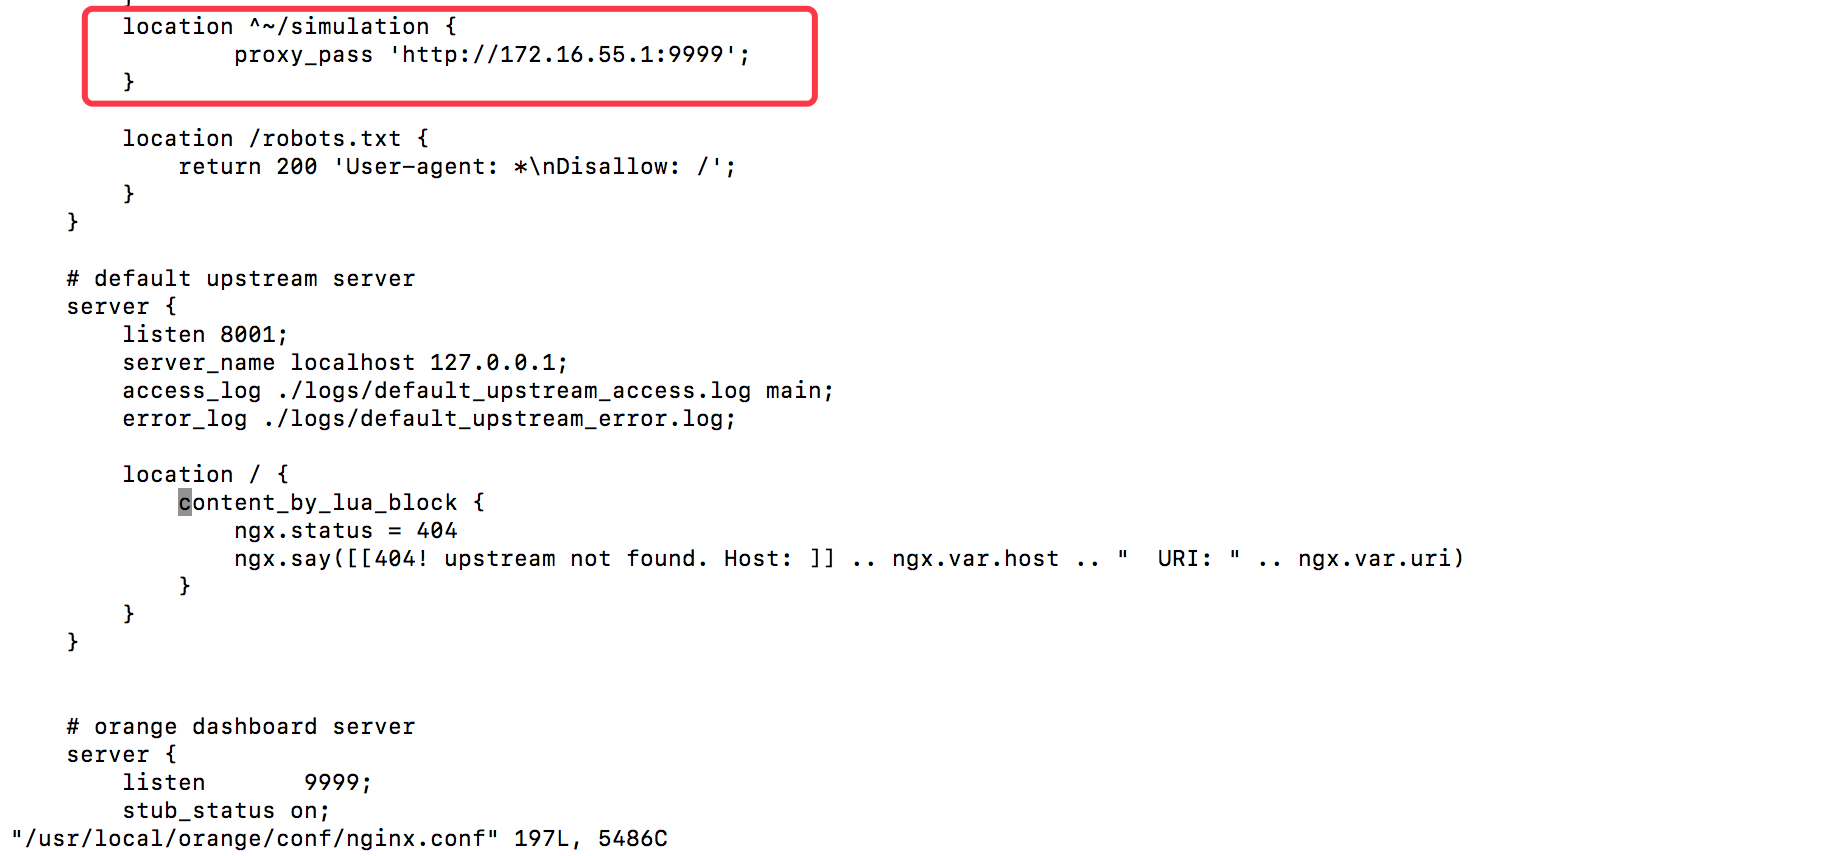 location ^~/simulation {
            proxy_pass 'http://172.16.55.1:9999';
    }

    location /robots.txt {
        return 200 'User-agent: *\nDisallow: /';
    }
}

# default upstream server
server {
    listen 8001;
    server_name localhost 127.0.0.1;
    access_log ./logs/default_upstream_access.log main;
    error_log ./logs/default_upstream_error.log;

    location / {
        content_by_lua_block {
            ngx.status = 404
            ngx.say([[404! upstream not found. Host: ]] .. ngx.var.host .. "  URI: " .. ngx.var.uri)
        }
    }
}

# orange dashboard server
server {
    listen       9999;
    stub_status on;
"/usr/local/orange/conf/nginx.conf" 197L, 5486C